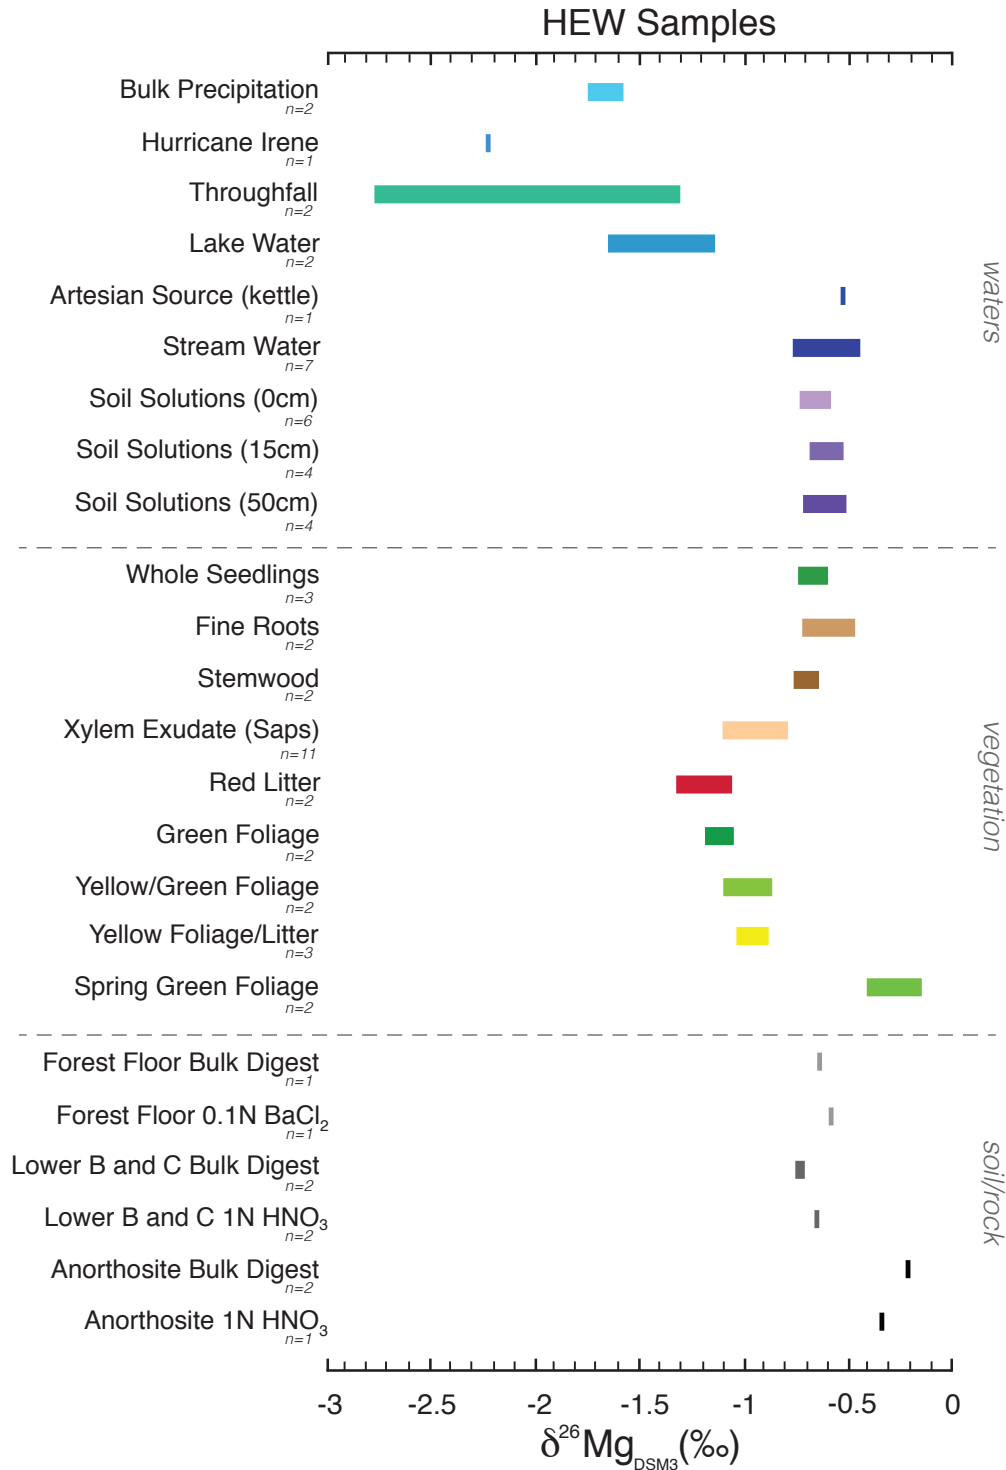 HEW Samples
Bulk Precipitation
n=2
Hurricane Irene
n=1
Throughfall
n=2
Lake Water
n=2
Artesian Source (kettle)
n=1
Stream Water
n=7
Soil Solutions (0cm)
n=6
Soil Solutions (15cm)
n=4
Soil Solutions (50cm)
n=4
waters
Whole Seedlings
n=3
Fine Roots
n=2
Stemwood
n=2
Xylem Exudate (Saps)
n=11
Red Litter
n=2
Green Foliage
n=2
Yellow/Green Foliage
n=2
Yellow Foliage/Litter
n=3
Spring Green Foliage
n=2
vegetation
Forest Floor Bulk Digest
n=1
Forest Floor 0.1N BaCl₂
n=1
Lower B and C Bulk Digest
n=2
Lower B and C 1N HNO₃
n=2
Anorthosite Bulk Digest
n=2
Anorthosite 1N HNO₃
n=1
soil/rock
-3 -2.5 -2 -1.5 -1 -0.5 0
δ²⁶Mg DSM3 (‰)